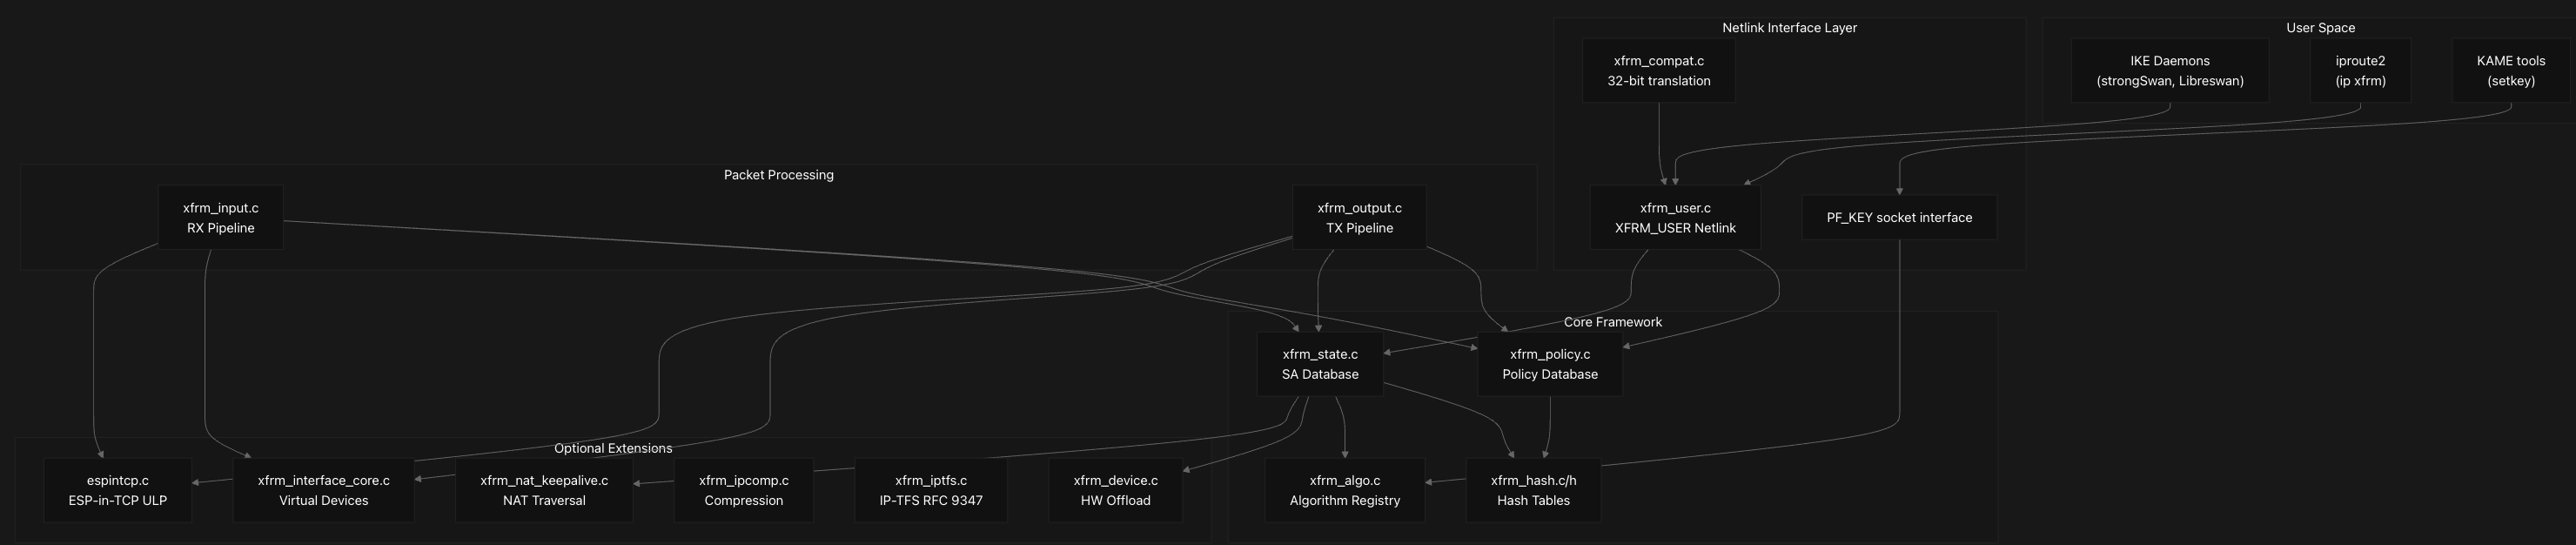 Netlink Interface Layer
User Space
xfrm_compat.c
32-bit translation
IKE Daemons
(strongSwan, Libreswan)
iproute2
(ip xfrm)
KAME tools
(setkey)
Packet Processing
xfrm_input.c
RX Pipeline
xfrm_output.c
TX Pipeline
xfrm_user.c
XFRM_USER Netlink
PF_KEY socket interface
Core Framework
xfrm_state.c
SA Database
xfrm_policy.c
Policy Database
Optional Extensions
espintcp.c
ESP-in-TCP ULP
xfrm_interface_core.c
Virtual Devices
xfrm_nat_keepalive.c
NAT Traversal
xfrm_ipcomp.c
Compression
xfrm_iptfs.c
IP-TFS RFC 9347
xfrm_device.c
HW Offload
xfrm_algo.c
Algorithm Registry
xfrm_hash.c/h
Hash Tables